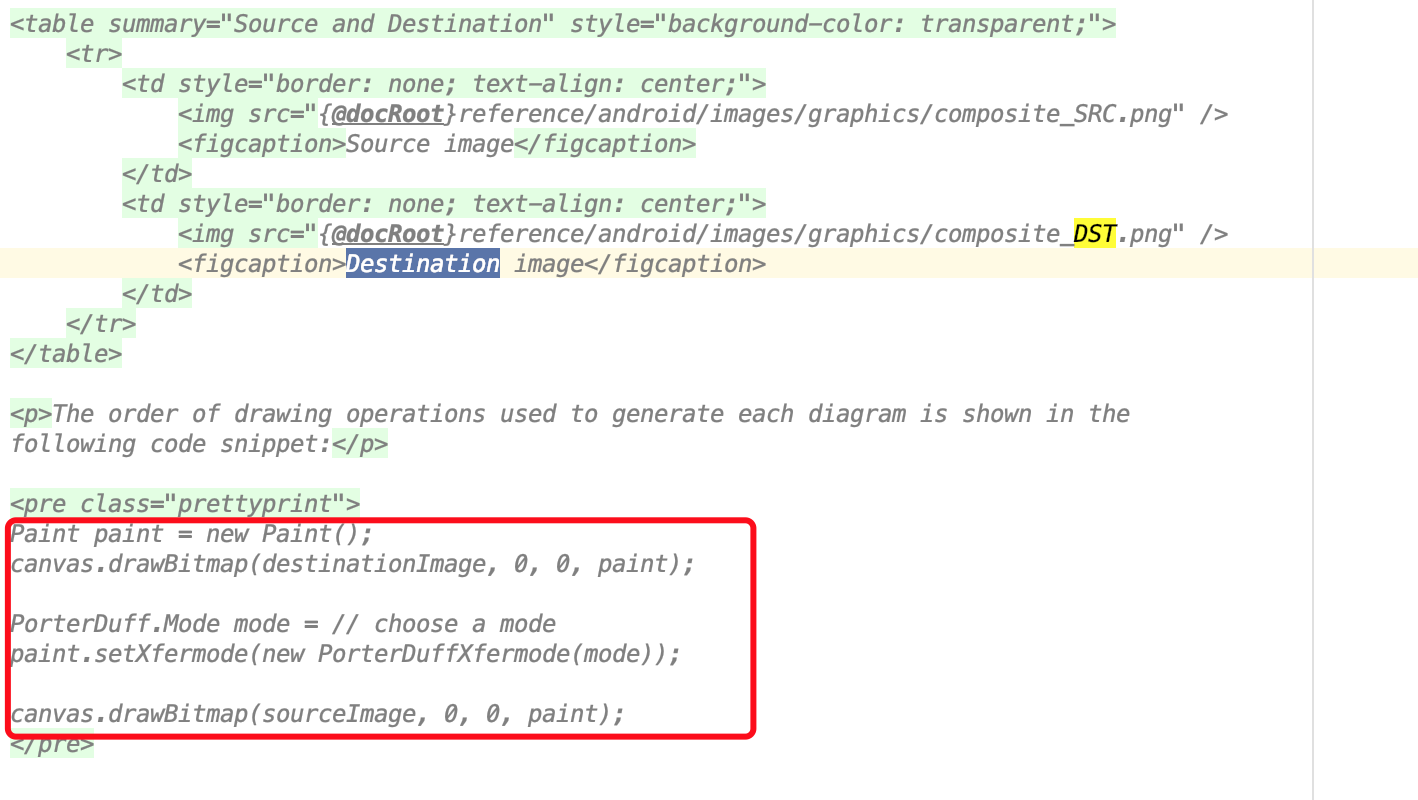 <table summary="Source and Destination" style="background-color: transparent;">
<tr>
<td style="border: none; text-align: center;">
<img src="{@docRoot}reference/android/images/graphics/composite_SRC.png" />
<figcaption>Source image</figcaption>
</td>
<td style="border: none; text-align: center;">
<img src="{@docRoot}reference/android/images/graphics/composite_DST.png" />
<figcaption>Destination image</figcaption>
</td>
</tr>
</table>
<p>The order of drawing operations used to generate each diagram is shown in the
following code snippet:</p>
<pre class="prettyprint">
Paint paint = new Paint();
canvas.drawBitmap(destinationImage, 0, 0, paint);
PorterDuff.Mode mode = // choose a mode
paint.setXfermode(new PorterDuffXfermode(mode));
canvas.drawBitmap(sourceImage, 0, 0, paint);
</pre>